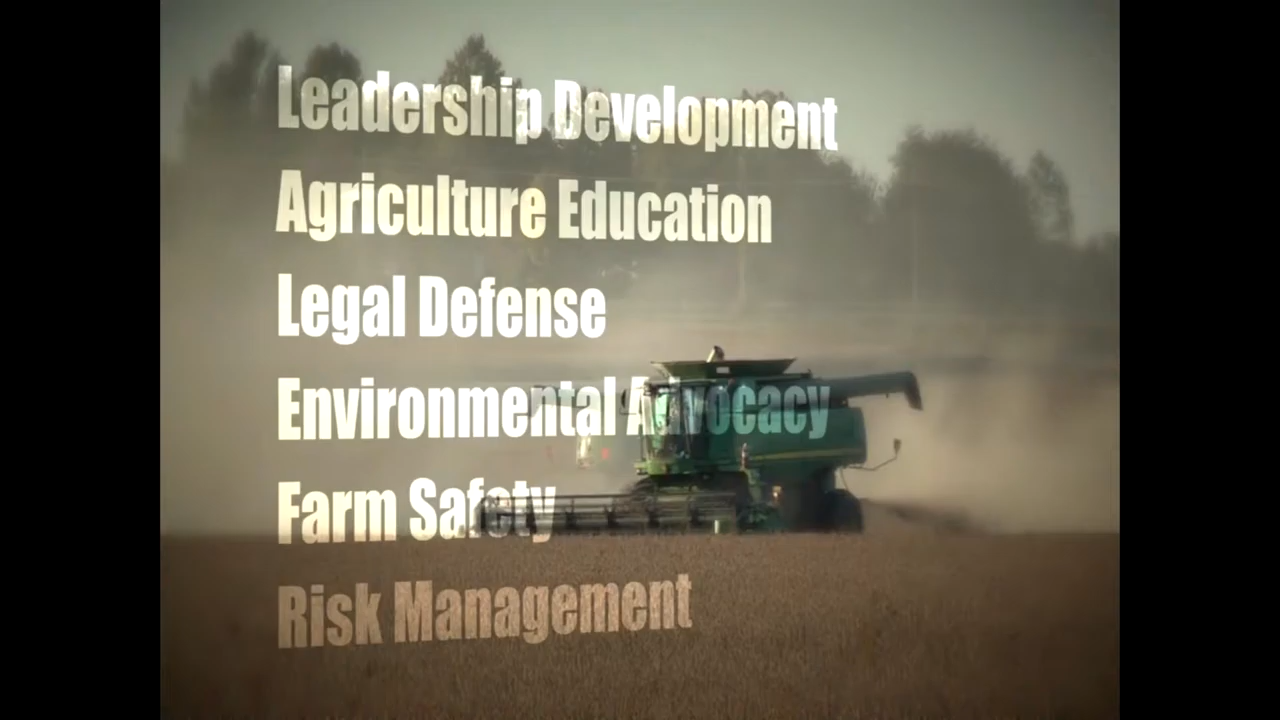 Leadership Development
Agriculture Education
Legal Defense
Environmental Advocacy
Farm Safety
Risk Management